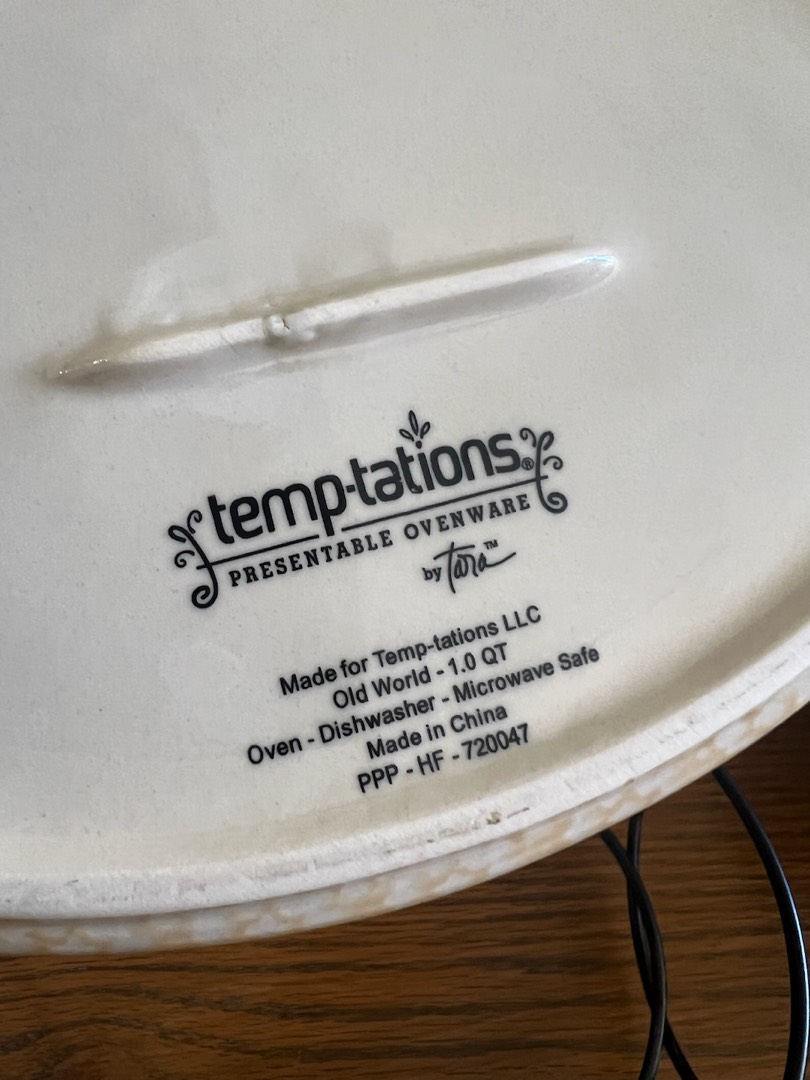 temp-tations®
PRESENTABLE OVENWARE
by Tara™
Made for Temp-tations LLC
Old World - 1.0 QT
Oven - Dishwasher - Microwave Safe
Made in China
PPP - HF - 720047